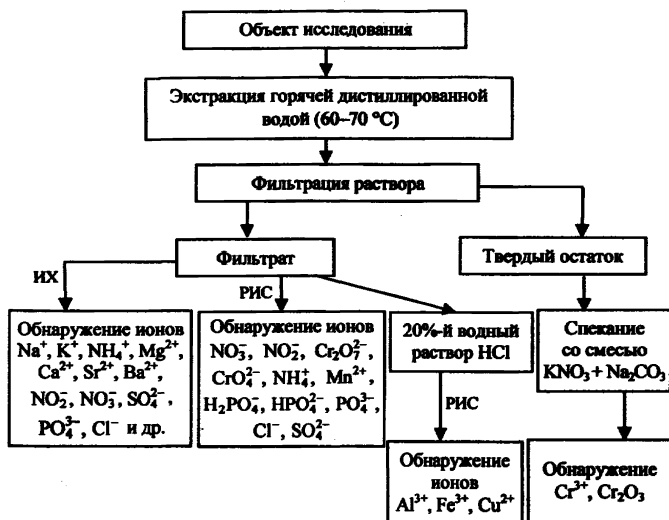 Объект исследования
Экстракция горячей дистиллированной
водой (60–70 °С)
Фильтрация раствора
Фильтрат
Твердый остаток
ИХ
РИС
Обнаружение ионов
Na⁺, K⁺, NH₄⁺, Mg²⁺,
Ca²⁺, Sr²⁺, Ba²⁺,
NO₂⁻, NO₃⁻, SO₄²⁻,
PO₄³⁻, Cl⁻ и др.
Обнаружение ионов
NO₃⁻, NO₂⁻, Cr₂O₇²⁻,
CrO₄²⁻, NH₄⁺, Mn²⁺,
H₂PO₄⁻, HPO₄²⁻, PO₄³⁻,
Cl⁻, SO₄²⁻
20%-й водный
раствор HCl
Спекание
со смесью
KNO₃ + Na₂CO₃
РИС
Обнаружение
ионов
Al³⁺, Fe³⁺, Cu²⁺
Обнаружение
Cr³⁺, Cr₂O₃